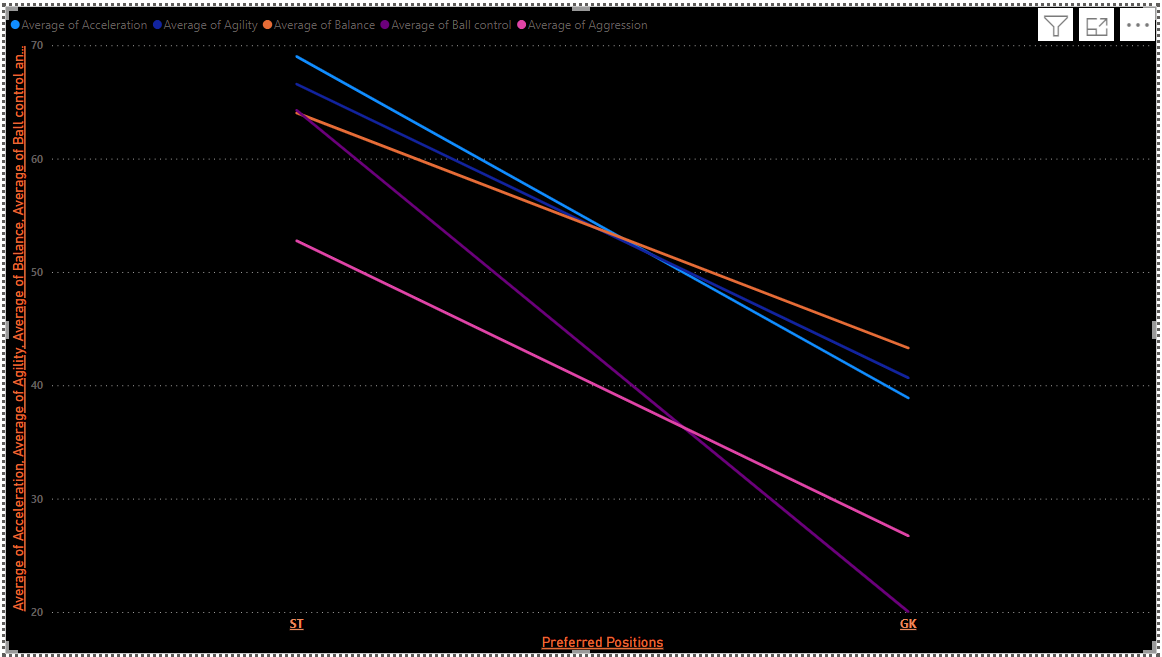 Average of Acceleration Average of Agility Average of Balance Average of Ball control Average of Aggression
Average of Acceleration, Average of Agility, Average of Balance, Average of Ball control an...
70
60
50
40
30
20
ST GK
Preferred Positions